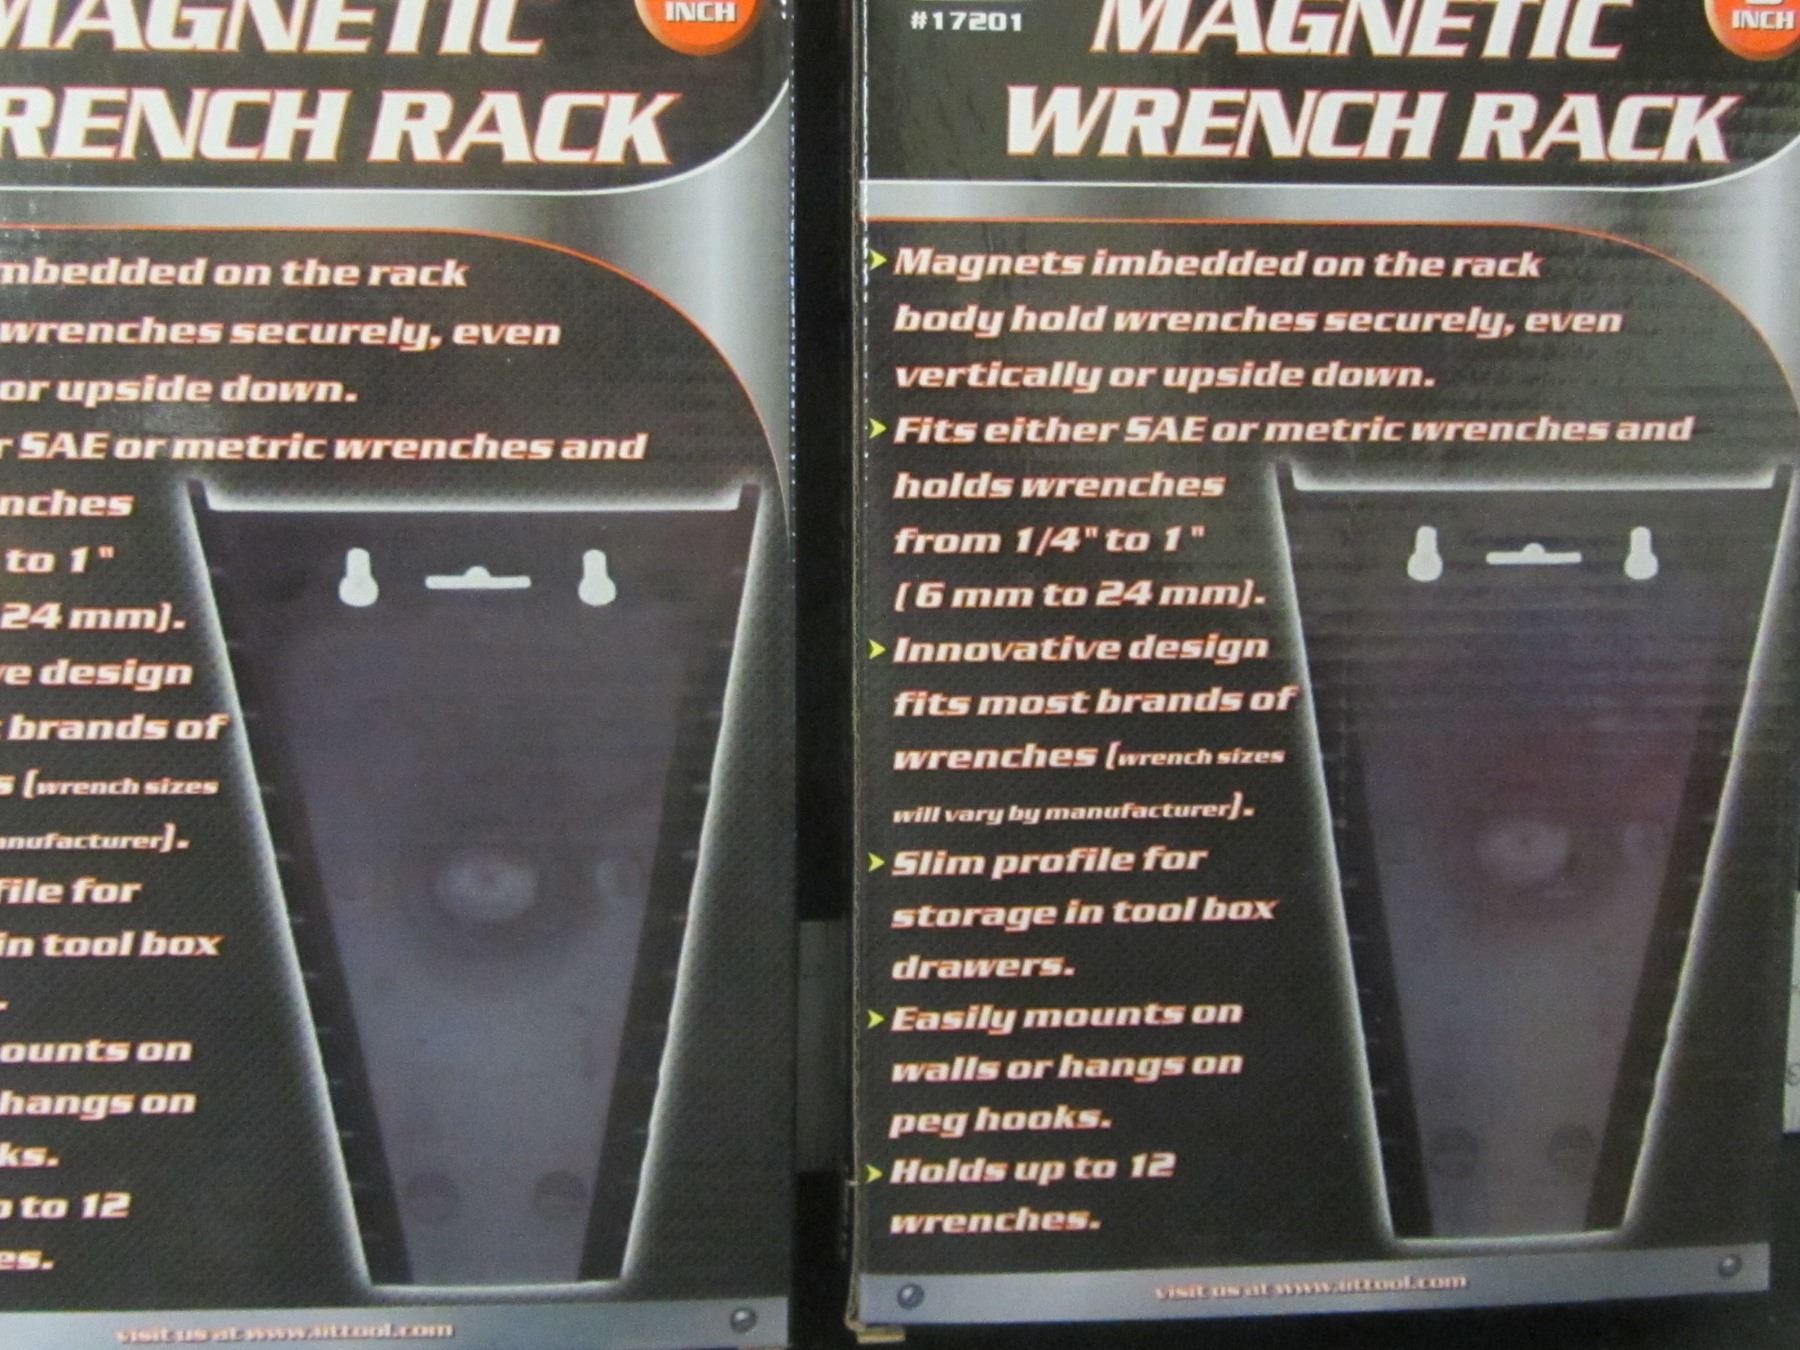 MAGNETIC
INCH
RENCH RACK
mbedded on the rack
wrenches securely, even
or upside down.
r SAE or metric wrenches and
nches
to 1"
24 mm).
ve design
brands of
s (wrench sizes
anufacturer).
file for
in tool box
.
ounts on
hangs on
ks.
to 12
es.
visit us at www.iittool.com
#17201
MAGNETIC
INCH
WRENCH RACK
Magnets imbedded on the rack
body hold wrenches securely, even
vertically or upside down.
Fits either SAE or metric wrenches and
holds wrenches
from 1/4" to 1"
(6 mm to 24 mm).
Innovative design
fits most brands of
wrenches (wrench sizes
will vary by manufacturer).
Slim profile for
storage in tool box
drawers.
Easily mounts on
walls or hangs on
peg hooks.
Holds up to 12
wrenches.
visit us at www.iittool.com